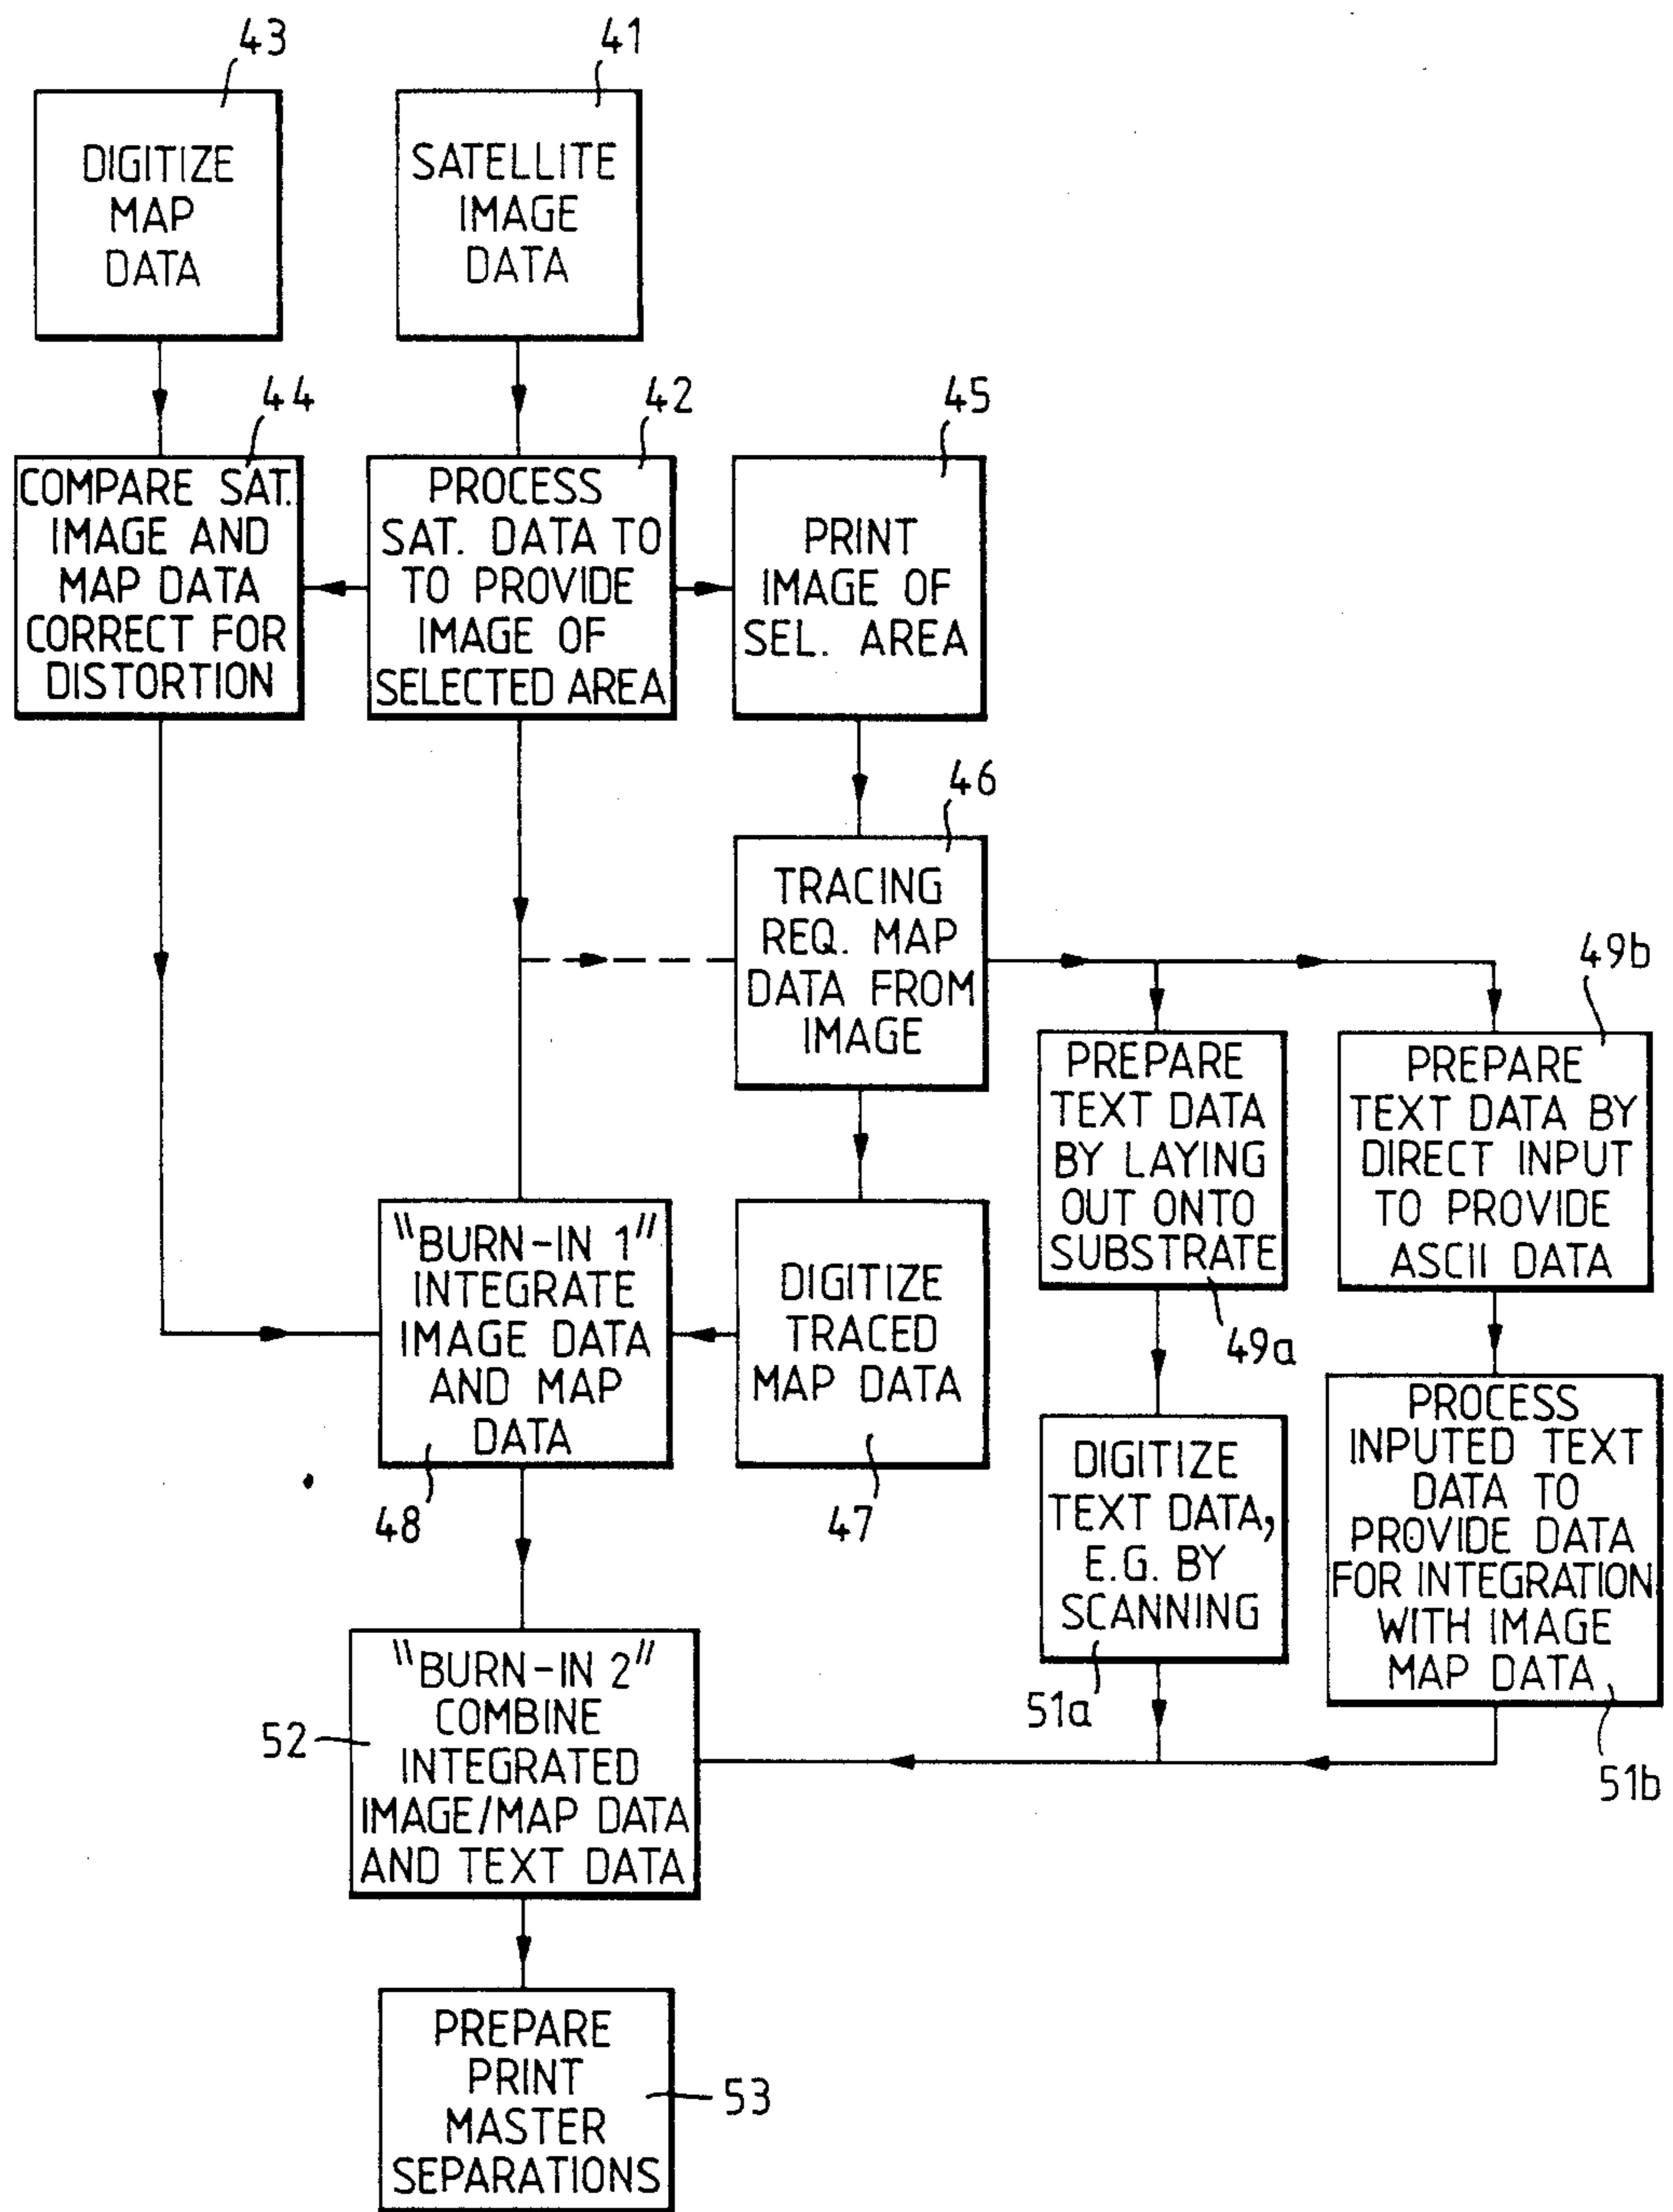 43
DIGITIZE
MAP
DATA
41
SATELLITE
IMAGE
DATA
44
COMPARE SAT.
IMAGE AND
MAP DATA
CORRECT FOR
DISTORTION
42
PROCESS
SAT. DATA TO
TO PROVIDE
IMAGE OF
SELECTED AREA
45
PRINT
IMAGE OF
SEL. AREA
46
TRACING
REQ. MAP
DATA FROM
IMAGE
49b
PREPARE
TEXT DATA
BY LAYING
OUT ONTO
SUBSTRATE
49a
PREPARE
TEXT DATA BY
DIRECT INPUT
TO PROVIDE
ASCII DATA
"BURN-IN 1"
INTEGRATE
IMAGE DATA
AND MAP
DATA
48
DIGITIZE
TRACED
MAP DATA
47
DIGITIZE
TEXT DATA,
E.G. BY
SCANNING
51a
PROCESS
INPUTED TEXT
DATA TO
PROVIDE DATA
FOR INTEGRATION
WITH IMAGE
MAP DATA
51b
52
"BURN-IN 2"
COMBINE
INTEGRATED
IMAGE/MAP DATA
AND TEXT DATA
PREPARE
PRINT
MASTER
SEPARATIONS
53